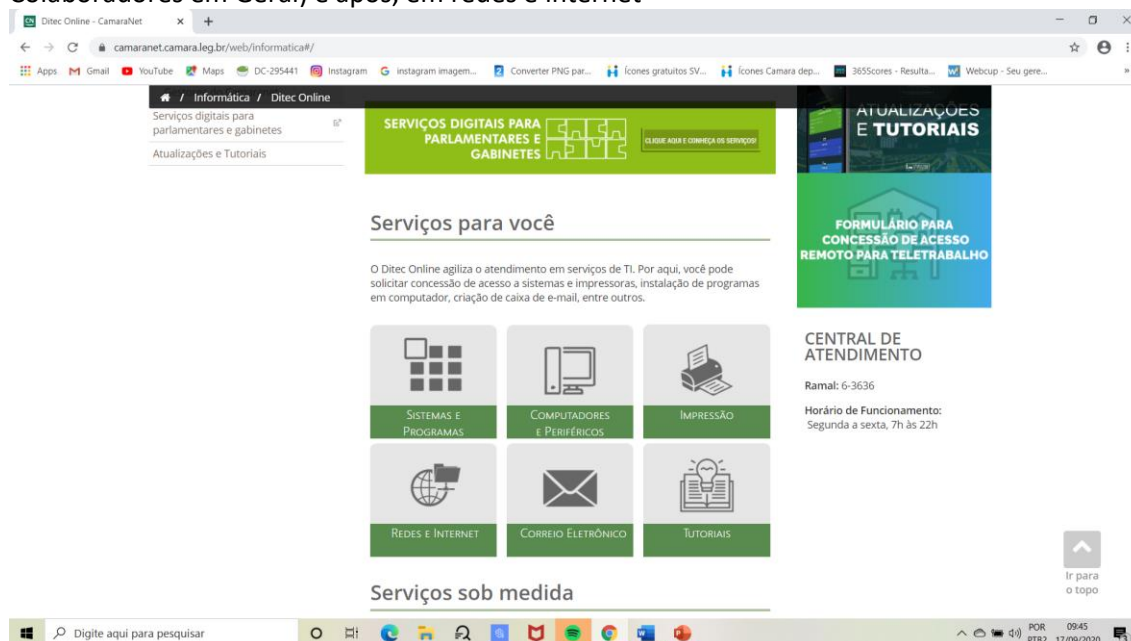 Colaboradores em Geral, e após, em redes e internet
Ditec Online - CamaraNet
camaranet.camara.leg.br/web/informatica#/
Apps
Gmail
YouTube
Maps
DC-295441
Instagram
instagram imagem...
Converter PNG par...
Ícones gratuitos SV...
Ícones Camara dep...
365Scores - Resulta...
Webcup - Seu gere...
/ Informática / Ditec Online
Serviços digitais para
parlamentares e gabinetes
Atualizações e Tutoriais
SERVIÇOS DIGITAIS PARA
PARLAMENTARES E
GABINETES
CLIQUE AQUI E CONHEÇA OS SERVIÇOS!
ATUALIZAÇÕES
E TUTORIAIS
Serviços para você
O Ditec Online agiliza o atendimento em serviços de TI. Por aqui, você pode
solicitar concessão de acesso a sistemas e impressoras, instalação de programas
em computador, criação de caixa de e-mail, entre outros.
FORMULÁRIO PARA
CONCESSÃO DE ACESSO
REMOTO PARA TELETRABALHO
SISTEMAS E
PROGRAMAS
COMPUTADORES
E PERIFÉRICOS
IMPRESSÃO
REDES E INTERNET
CORREIO ELETRÔNICO
TUTORIAIS
CENTRAL DE
ATENDIMENTO
Ramal: 6-3636
Horário de Funcionamento:
Segunda a sexta, 7h às 22h
Serviços sob medida
Ir para
o topo
Digite aqui para pesquisar
POR
PTB2
09:45
17/09/2020